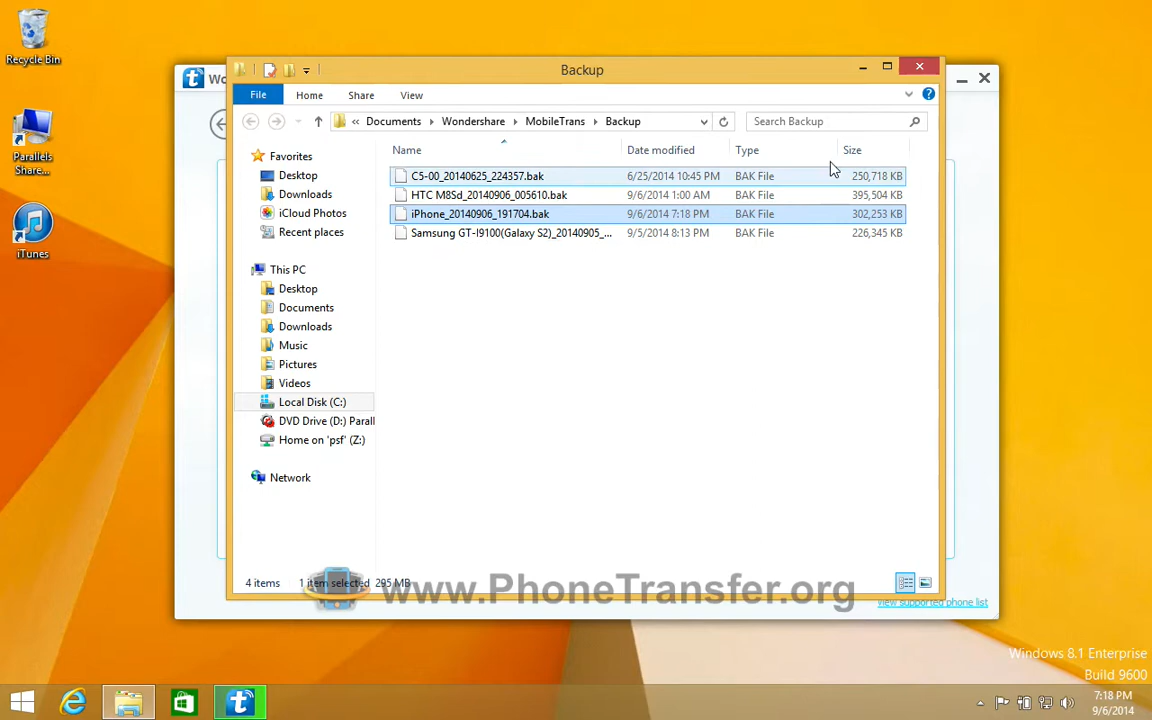 Recycle Bin
Parallels
Share...
iTunes
Wo
Backup
File Home Share View
« Documents Wondershare MobileTrans Backup
Search Backup
Name Date modified Type Size
C5-00_20140625_224357.bak 6/25/2014 10:45 PM BAK File 250,718 KB
HTC M8Sd_20140906_005610.bak 9/6/2014 1:00 AM BAK File 395,504 KB
iPhone_20140906_191704.bak 9/6/2014 7:18 PM BAK File 302,253 KB
Samsung GT-I9100(Galaxy S2)_20140905_... 9/5/2014 8:13 PM BAK File 226,345 KB
Favorites
Desktop
Downloads
iCloud Photos
Recent places
This PC
Desktop
Documents
Downloads
Music
Pictures
Videos
Local Disk (C:)
DVD Drive (D:) Parall
Home on 'psf' (Z:)
Network
4 items 1 item selected 295 MB
www.PhoneTransfer.org
view supported phone list
Windows 8.1 Enterprise
Build 9600
7:18 PM
9/6/2014